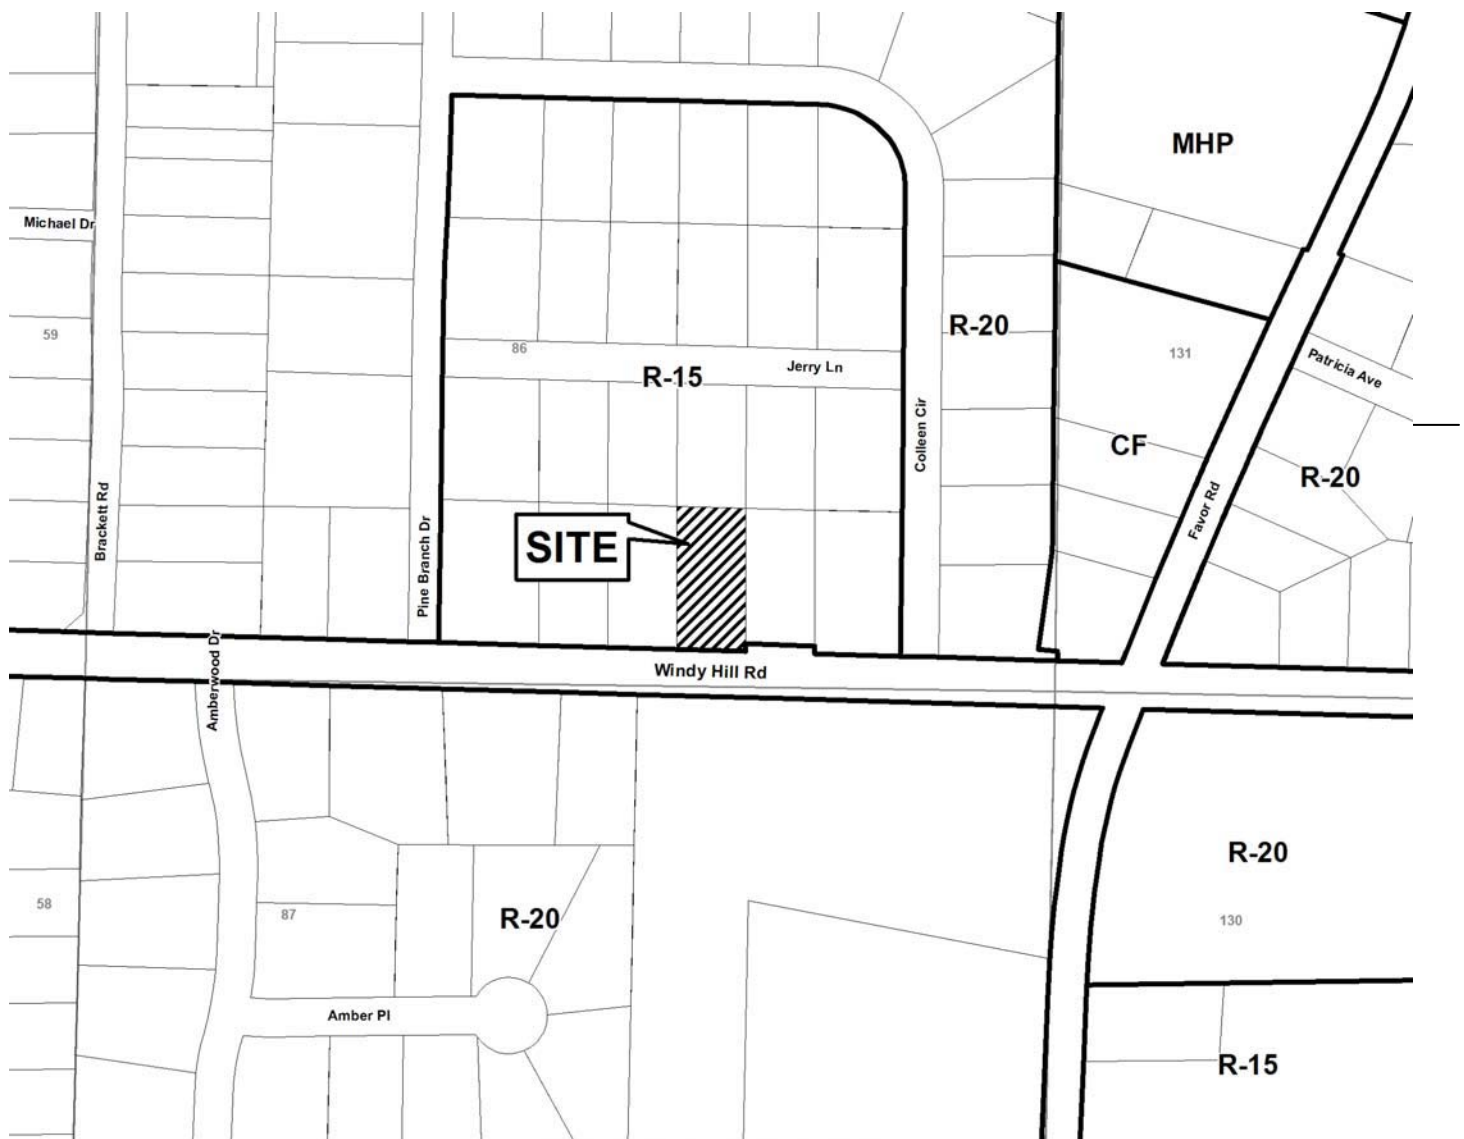 MHP
Michael Dr
R-20
59
86
131
Jerry Ln
R-15
Patricia Ave
Colleen Cir
CF
R-20
Brackett Rd
Favor Rd
SITE
Pine Branch Dr
Amberwood Dr
Windy Hill Rd
R-20
58
87
R-20
130
Amber Pl
R-15